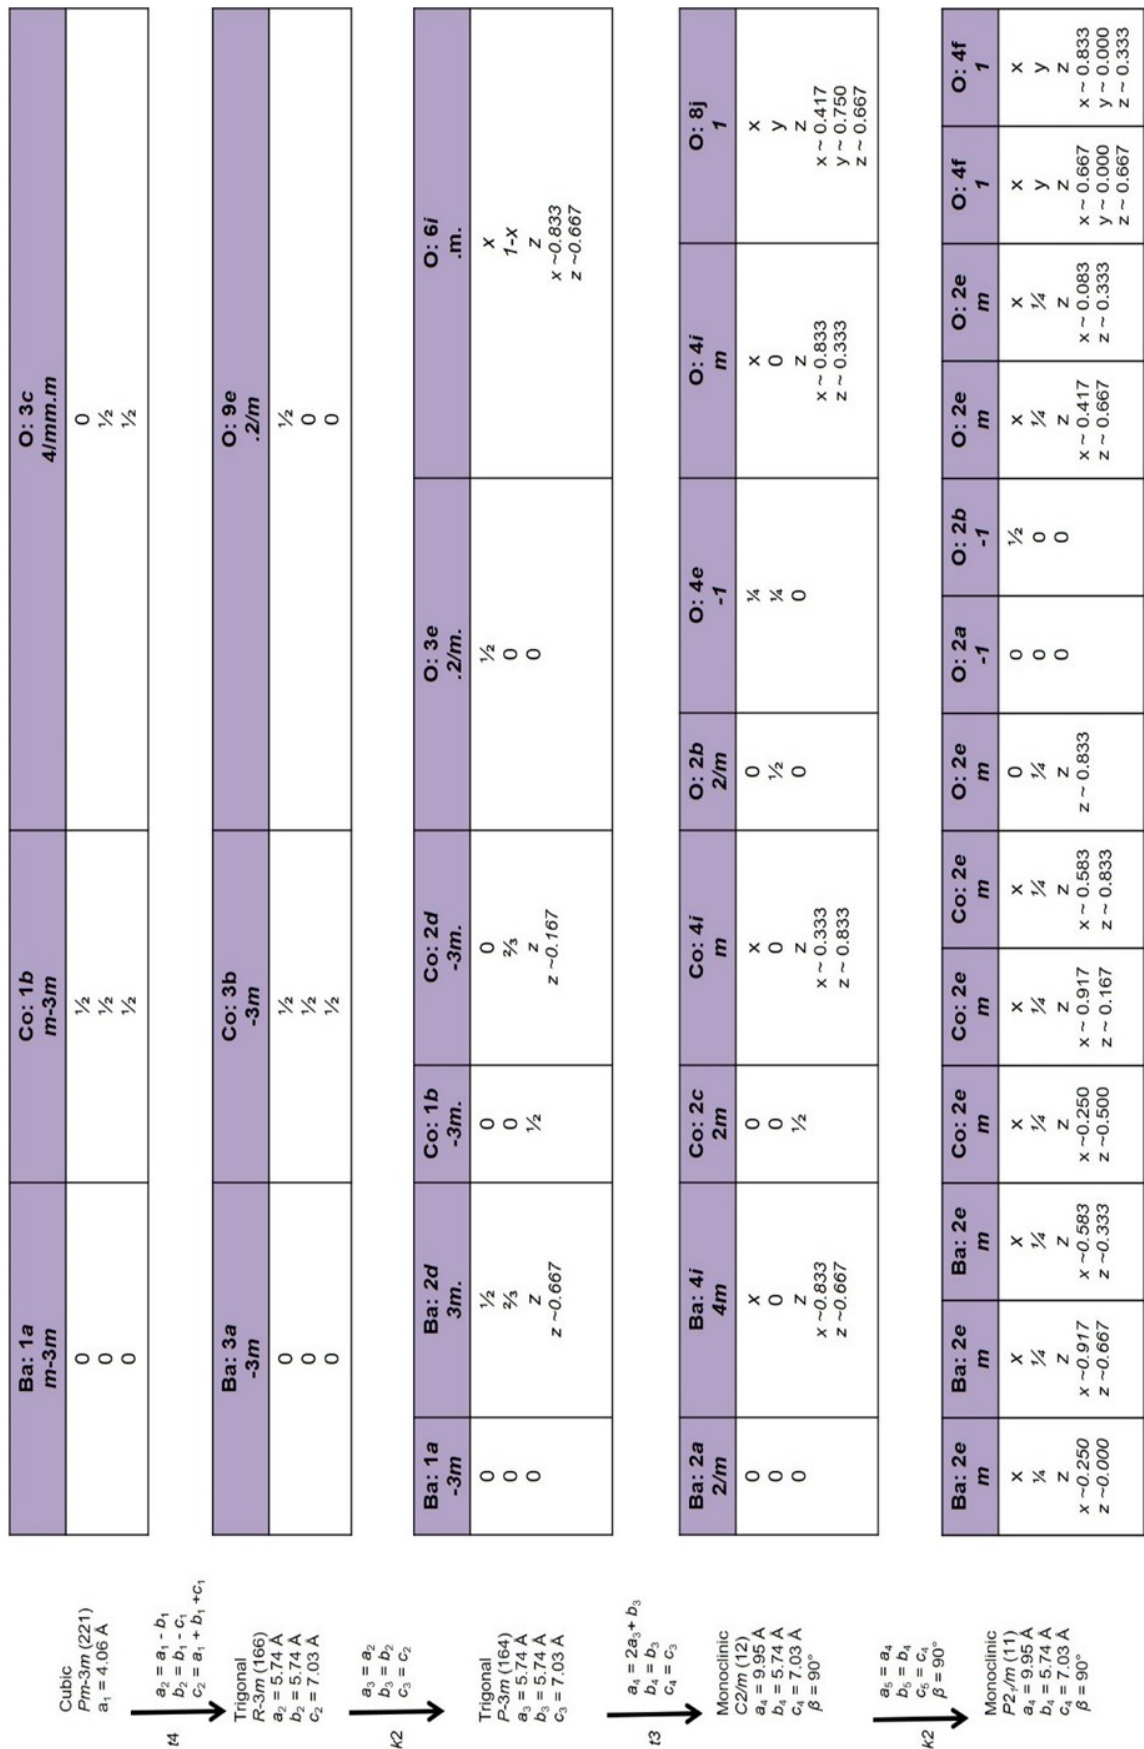 Cubic
Pm-3m (221)
a₁ = 4.06 Å
Ba: 1a Co: 1b O: 3c
m-3m m-3m 4/mm.m
0 ½ 0
0 ½ ½
0 ½ ½
t4
a₂ = a₁ - b₁
b₂ = b₁ - c₁
c₂ = a₁ + b₁ +c₁
Trigonal
R-3m (166)
a₂ = 5.74 Å
b₂ = 5.74 Å
c₂ = 7.03 Å
Ba: 3a Co: 3b O: 9e
-3m -3m .2/m
0 ½ ½
0 ½ 0
0 ½ 0
k2
a₃ = a₂
b₃ = b₂
c₃ = c₂
Trigonal
P-3m (164)
a₃ = 5.74 Å
b₃ = 5.74 Å
c₃ = 7.03 Å
Ba: 1a Ba: 2d Co: 1b Co: 2d O: 3e O: 6i
-3m 3m. -3m. -3m. .2/m. .m.
0 ½ 0 0 ½ x
0 ⅔ 0 ⅔ 0 1-x
0 z ½ z 0 z
z ~0.667 z ~0.167 x ~0.833
z ~0.667
t3
a₄ = 2a₃+ b₃
b₄ = b₃
c₄ = c₃
Monoclinic
C2/m (12)
a₄ = 9.95 Å
b₄ = 5.74 Å
c₄ = 7.03 Å
β = 90°
Ba: 2a Ba: 4i Co: 2c Co: 4i O: 2b O: 4e O: 4i O: 8j
2/m 4m 2m m 2/m -1 m 1
0 x 0 x 0 ¼ x x
0 0 0 0 ½ ¼ 0 y
0 z ½ z 0 0 z z
x ~0.833 x ~ 0.333 x ~ 0.833 x ~ 0.417
z ~0.667 z ~ 0.833 z ~ 0.333 y ~ 0.750
z ~ 0.667
k2
a₅ = a₄
b₅ = b₄
c₅ = c₄
β = 90°
Monoclinic
P2₁/m (11)
a₄ = 9.95 Å
b₄ = 5.74 Å
c₄ = 7.03 Å
β = 90°
Ba: 2e Ba: 2e Ba: 2e Co: 2e Co: 2e Co: 2e O: 2e O: 2a O: 2b O: 2e O: 2e O: 4f O: 4f
m m m m m m m -1 -1 m m 1 1
x x x x x x 0 0 ½ x x x x
¼ ¼ ¼ ¼ ¼ ¼ ¼ 0 0 ¼ ¼ y y
z z z z z z z 0 0 z z z z
x ~0.250 x ~0.917 x ~0.583 x ~0.250 x ~ 0.917 x ~ 0.583 z ~ 0.833 x ~ 0.417 x ~ 0.083 x ~ 0.667 x ~ 0.833
z ~0.000 z ~0.667 z ~0.333 z ~0.500 z ~ 0.167 z ~ 0.833 z ~ 0.667 z ~ 0.333 y ~ 0.000 y ~ 0.000
z ~ 0.667 z ~ 0.333